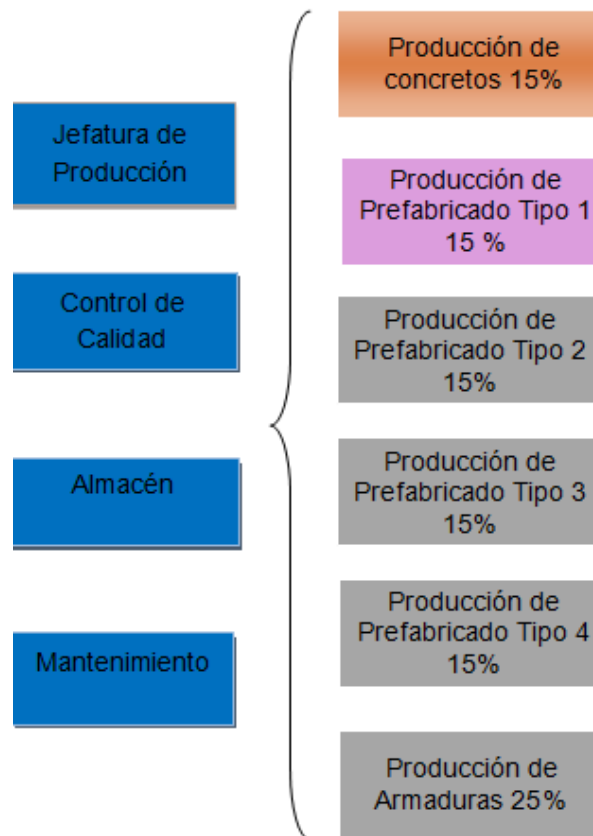 Jefatura de
Producción
Control de
Calidad
Almacén
Mantenimiento
Producción de
concretos 15%
Producción de
Prefabricado Tipo 1
15 %
Producción de
Prefabricado Tipo 2
15%
Producción de
Prefabricado Tipo 3
15%
Producción de
Prefabricado Tipo 4
15%
Producción de
Armaduras 25%